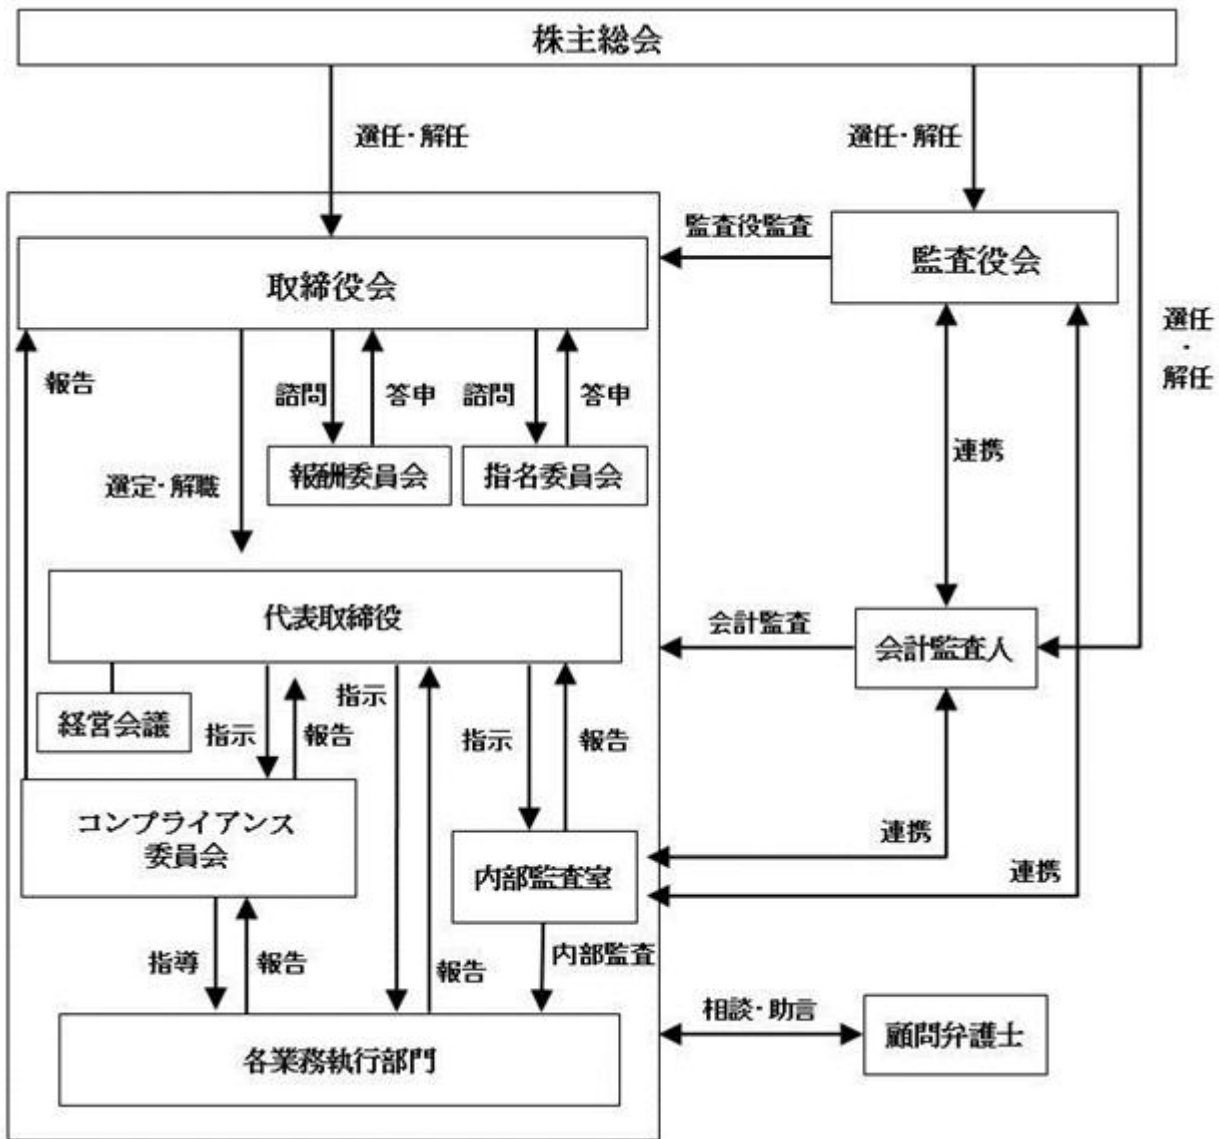 株主総会
選任・解任
選任・解任
監査役監査
監査役会
取締役会
選任
・
解任
報告
諮問
答申
諮問
答申
連携
報酬委員会
指名委員会
選定・解職
代表取締役
会計監査
会計監査人
経営会議
指示
報告
指示
指示
報告
コンプライアンス
委員会
内部監査室
連携
連携
指導
報告
報告
内部監査
相談・助言
顧問弁護士
各業務執行部門